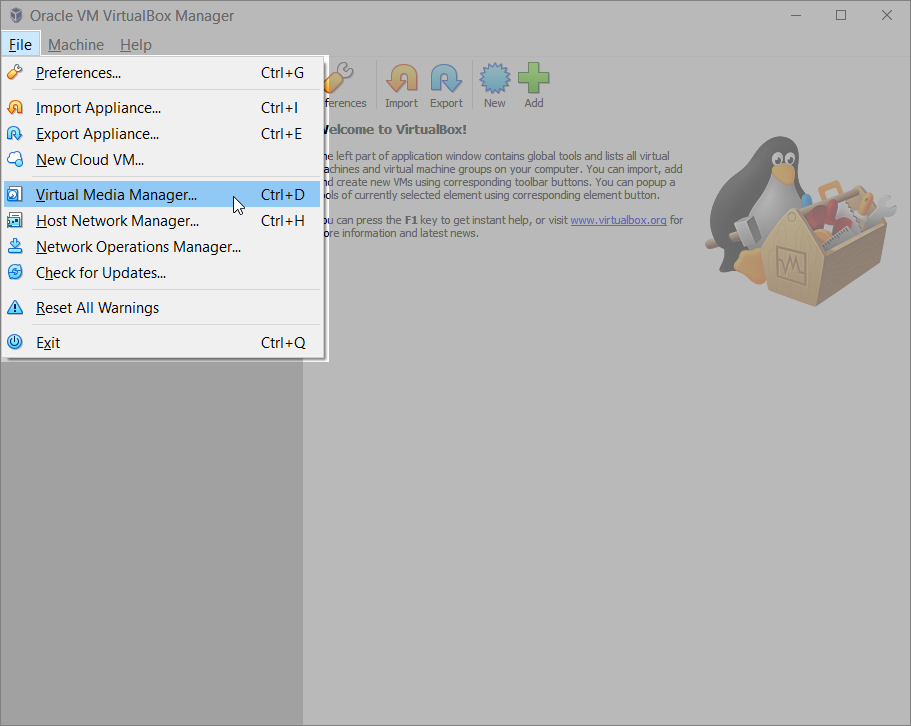 Oracle VM VirtualBox Manager
File Machine Help
Preferences... Ctrl+G
Import Appliance... Ctrl+I
Export Appliance... Ctrl+E
New Cloud VM...
Virtual Media Manager... Ctrl+D
Host Network Manager... Ctrl+H
Network Operations Manager...
Check for Updates...
Reset All Warnings
Exit Ctrl+Q
ferences Import Export New Add
elcome to VirtualBox!
e left part of application window contains global tools and lists all virtual
achines and virtual machine groups on your computer. You can import, add
d create new VMs using corresponding toolbar buttons. You can popup a
ols of currently selected element using corresponding element button.
u can press the F1 key to get instant help, or visit www.virtualbox.org for
ore information and latest news.